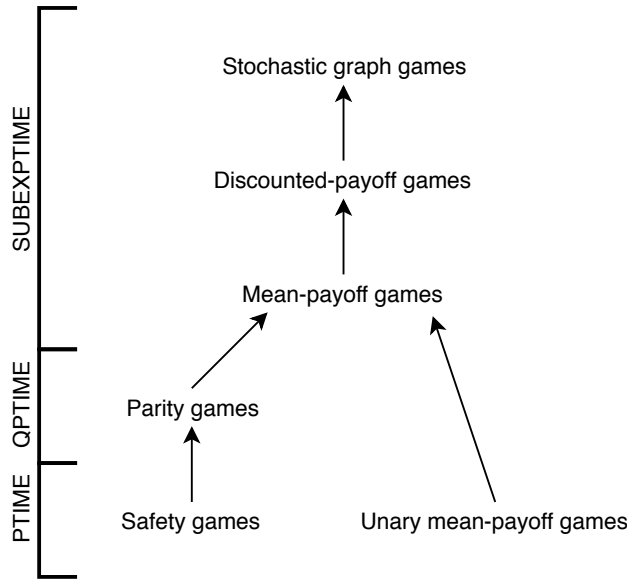 Stochastic graph games
Discounted-payoff games
SUBEXPTIME
Mean-payoff games
QPTIME
Parity games
PTIME
Safety games
Unary mean-payoff games